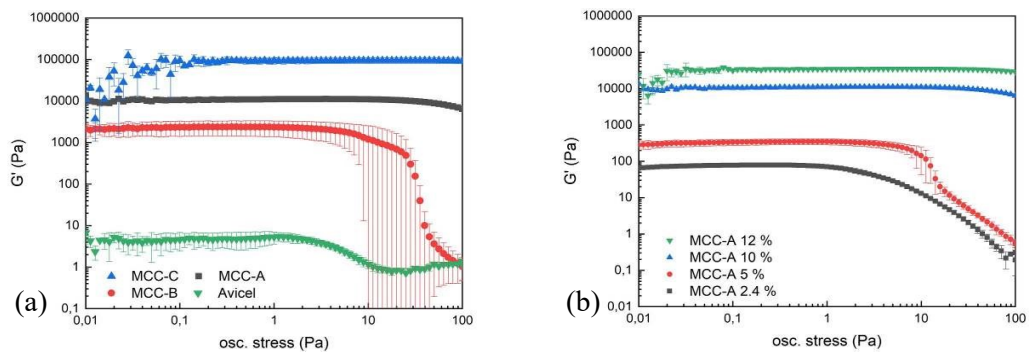 (a)
G' (Pa)
1000000
100000
10000
1000
100
10
1
0,1
MCC-C
MCC-A
MCC-B
Avicel
0,01
0,1
1
10
100
osc. stress (Pa)
(b)
G' (Pa)
1000000
100000
10000
1000
100
10
1
0,1
0,01
MCC-A 12 %
MCC-A 10 %
MCC-A 5 %
MCC-A 2.4 %
0,01
0,1
1
10
100
osc. stress (Pa)